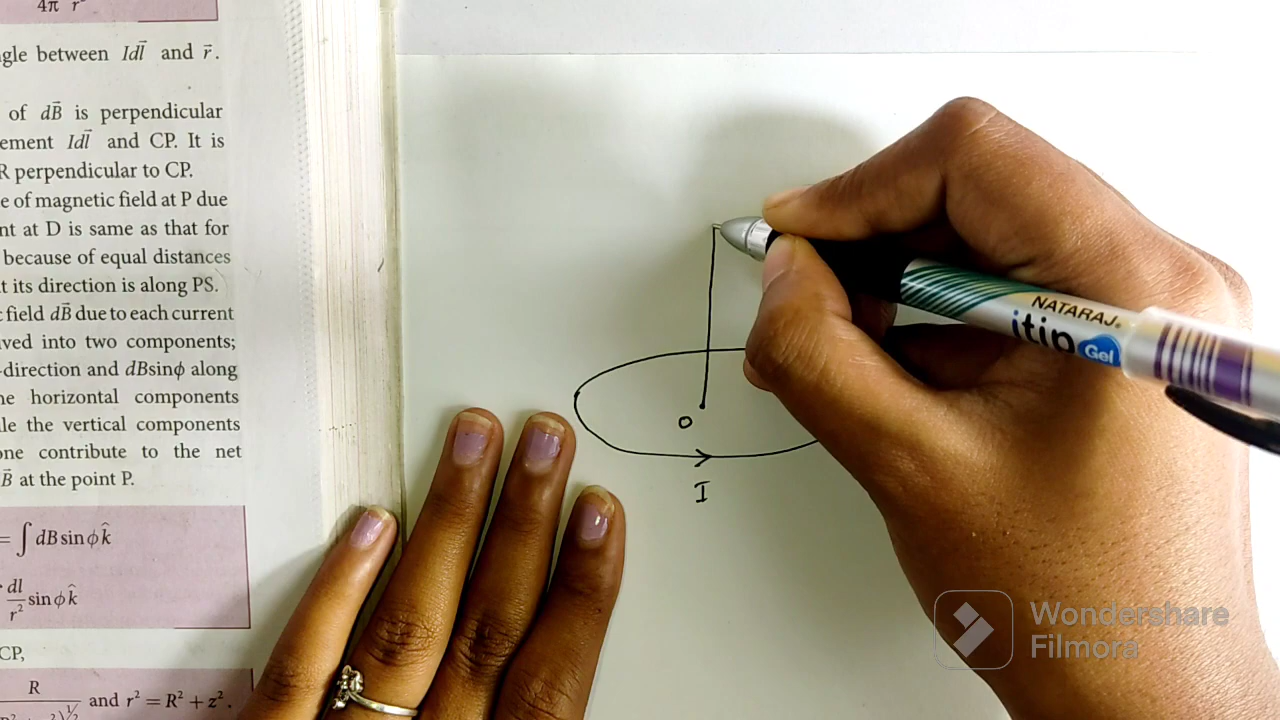 4π r
gle between Idl⃗ and r⃗.
of dB⃗ is perpendicular
ement Idl⃗ and CP. It is
R perpendicular to CP.
e of magnetic field at P due
nt at D is same as that for
because of equal distances
t its direction is along PS.
field dB⃗ due to each current
ved into two components;
-direction and dBsinϕ along
he horizontal components
le the vertical components
one contribute to the net
B⃗ at the point P.
= ∫ dB sin ϕ k̂
dl/r² sin ϕ k̂
CP,
R and r² = R² + z².
O
I
NATARAJ
itip
Gel
Wondershare
Filmora